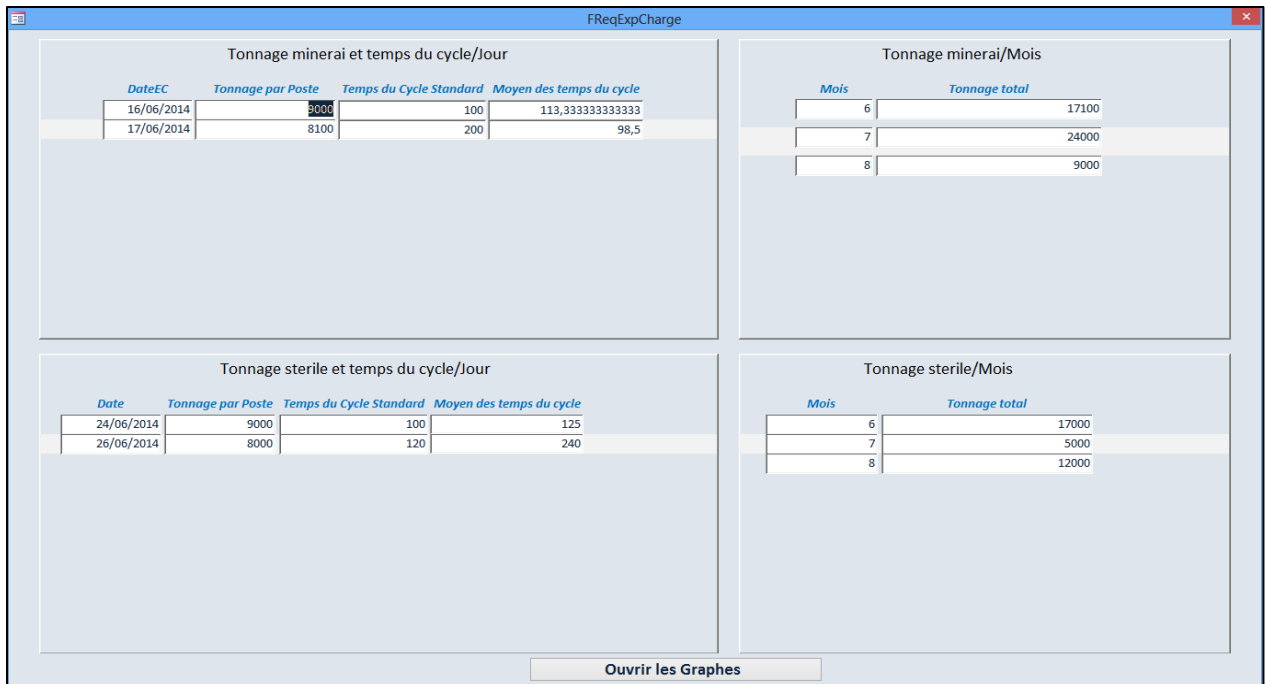 FReqExpCharge
Tonnage minerai et temps du cycle/Jour
DateEC Tonnage par Poste Temps du Cycle Standard Moyen des temps du cycle
16/06/2014 9000 100 113,333333333333
17/06/2014 8100 200 98,5
Tonnage minerai/Mois
Mois Tonnage total
6 17100
7 24000
8 9000
Tonnage sterile et temps du cycle/Jour
Date Tonnage par Poste Temps du Cycle Standard Moyen des temps du cycle
24/06/2014 9000 100 125
26/06/2014 8000 120 240
Tonnage sterile/Mois
Mois Tonnage total
6 17000
7 5000
8 12000
Ouvrir les Graphes